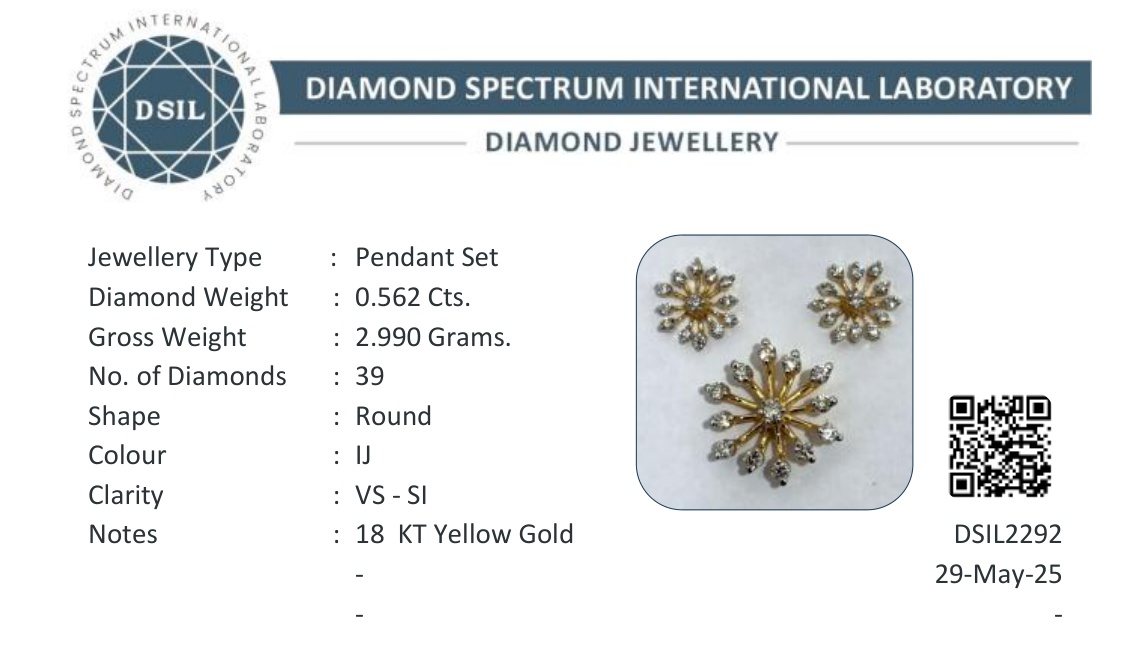 DIAMOND SPECTRUM INTERNATIONAL LABORATORY
DSIL
DIAMOND SPECTRUM INTERNATIONAL LABORATORY
DIAMOND JEWELLERY
Jewellery Type : Pendant Set
Diamond Weight : 0.562 Cts.
Gross Weight : 2.990 Grams.
No. of Diamonds : 39
Shape : Round
Colour : IJ
Clarity : VS - SI
Notes : 18 KT Yellow Gold
-
-
DSIL2292
29-May-25
-